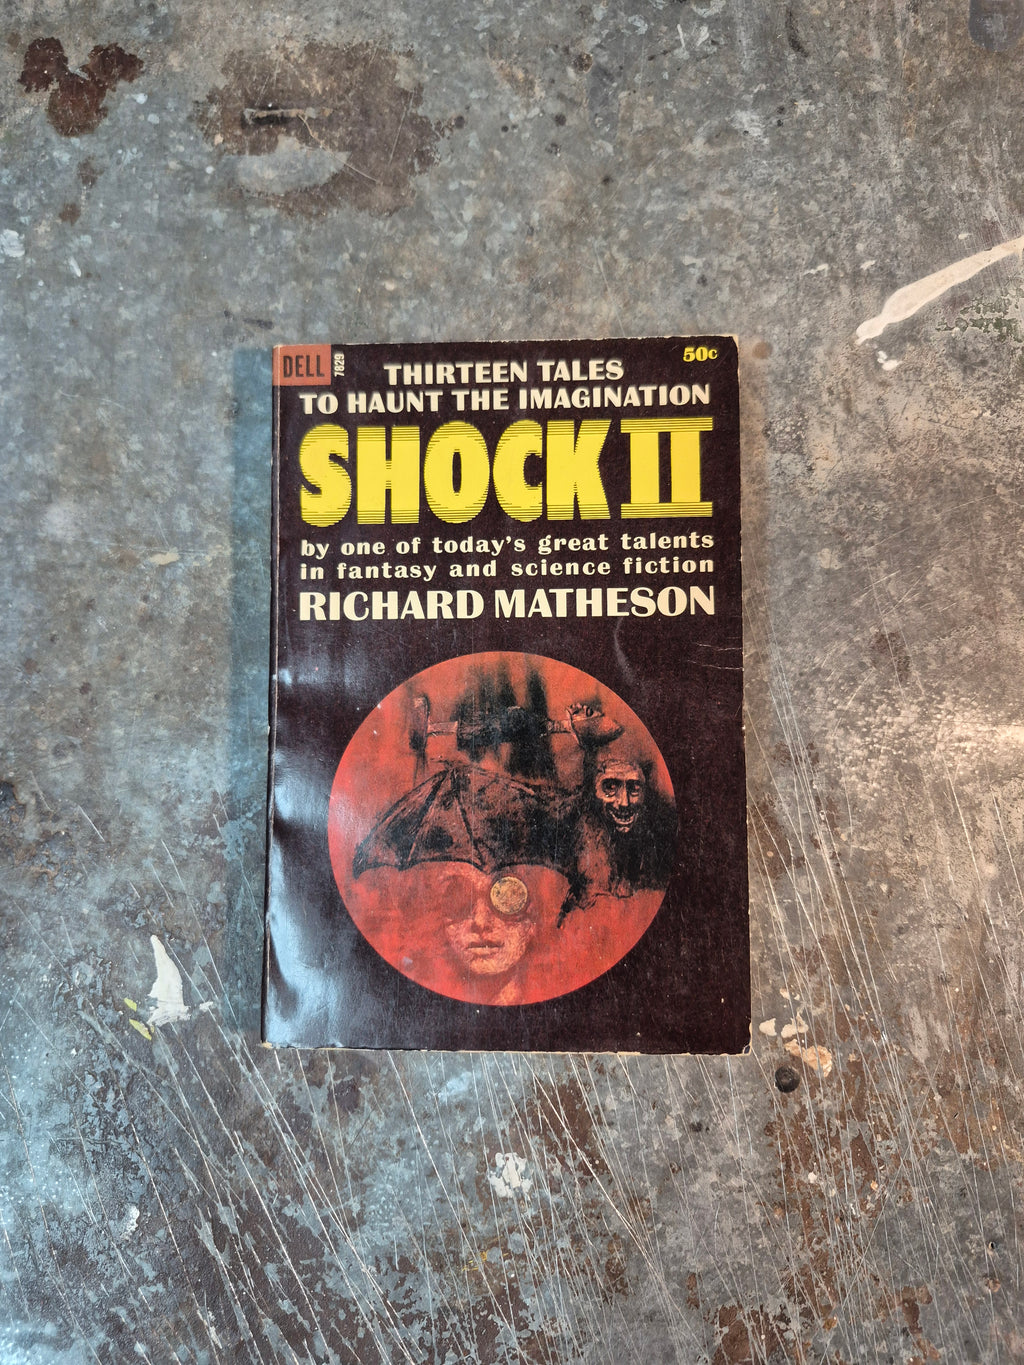 DELL
7829
50c
THIRTEEN TALES
TO HAUNT THE IMAGINATION
SHOCK II
by one of today's great talents
in fantasy and science fiction
RICHARD MATHESON